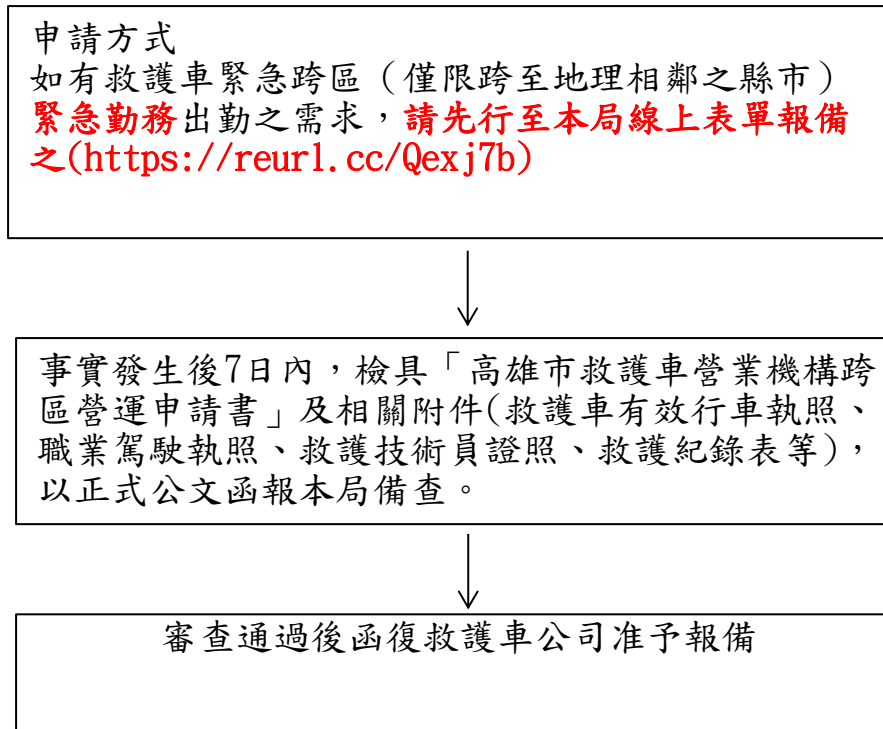 申請方式
如有救護車緊急跨區（僅限跨至地理相鄰之縣市）
緊急勤務出勤之需求，請先行至本局線上表單報備
之(https://reurl.cc/Qexj7b)
事實發生後7日內，檢具「高雄市救護車營業機構跨
區營運申請書」及相關附件(救護車有效行車執照、
職業駕駛執照、救護技術員證照、救護紀錄表等)，
以正式公文函報本局備查。
審查通過後函復救護車公司准予報備